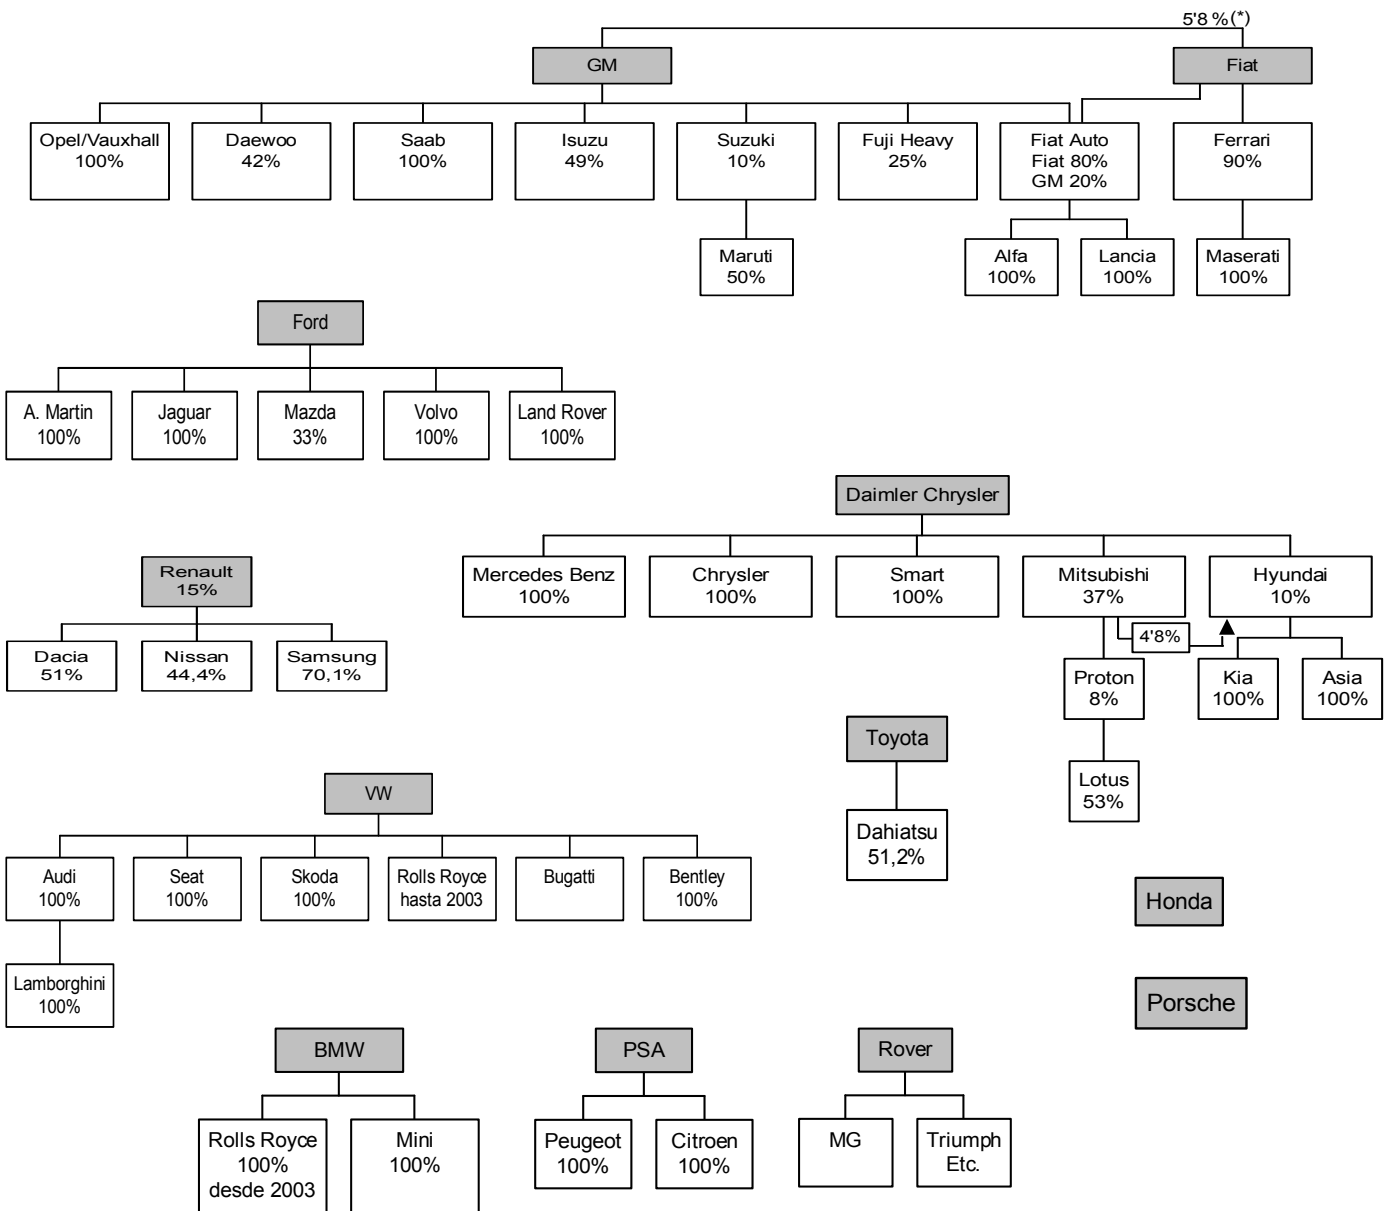 5'8 %(*)
GM
Fiat
Opel/Vauxhall
100%
Daewoo
42%
Saab
100%
Isuzu
49%
Suzuki
10%
Fuji Heavy
25%
Fiat Auto
Fiat 80%
GM 20%
Ferrari
90%
Maruti
50%
Alfa
100%
Lancia
100%
Maserati
100%
Ford
A. Martin
100%
Jaguar
100%
Mazda
33%
Volvo
100%
Land Rover
100%
Daimler Chrysler
Mercedes Benz
100%
Chrysler
100%
Smart
100%
Mitsubishi
37%
Hyundai
10%
4'8%
Proton
8%
Kia
100%
Asia
100%
Lotus
53%
Renault
15%
Dacia
51%
Nissan
44,4%
Samsung
70,1%
Toyota
Dahiatsu
51,2%
VW
Audi
100%
Seat
100%
Skoda
100%
Rolls Royce
hasta 2003
Bugatti
Bentley
100%
Lamborghini
100%
Honda
Porsche
BMW
Rolls Royce
100%
desde 2003
Mini
100%
PSA
Peugeot
100%
Citroen
100%
Rover
MG
Triumph
Etc.